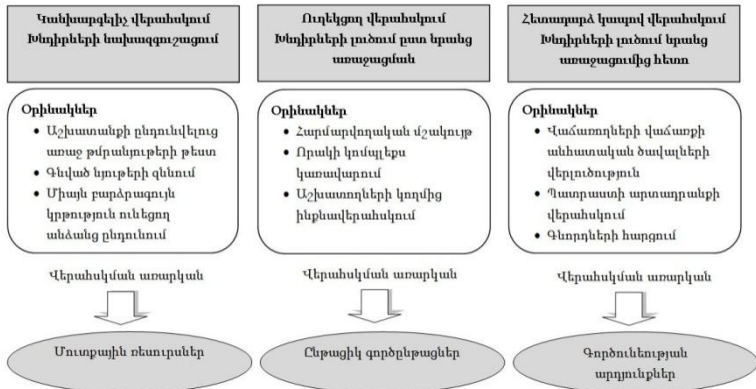 Կանխարգելիչ վերահսկում
Խնդիրների նախազգուշացում
Օրինակներ
• Աշխատանքի ընդունվելուց
առաջ թմրանյութերի թեստ
• Գնված նյութերի զննում
• Միայն բարձրագույն
կրթություն ունեցող
անձանց ընդունում
Վերահսկման առարկան
Մուտքային ռեսուրսներ
Ուղեկցող վերահսկում
Խնդիրների լուծում ըստ նրանց
առաջացման
Օրինակներ
• Հարմարվողական մշակույթ
• Որակի կոմպլեքս
կառավարում
• Աշխատողների կողմից
ինքնավերահսկում
Վերահսկման առարկան
Ընթացիկ գործընթացներ
Հետադարձ կապով վերահսկում
Խնդիրների լուծում նրանց
առաջացումից հետո
Օրինակներ
• Վաճառողների վաճառքի
անհատական ծավալների
վերլուծություն
• Պատրաստի արտադրանքի
վերահսկում
• Գնորդների հարցում
Վերահսկման առարկան
Գործունեության
արդյունքներ